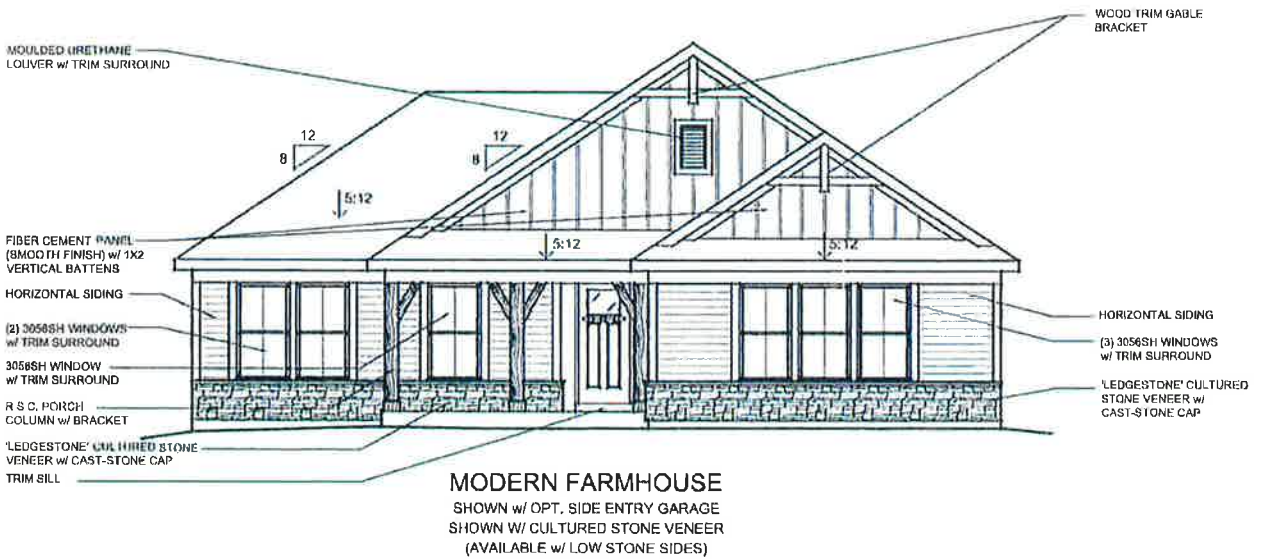 WOOD TRIM GABLE
BRACKET
MOULDED URETHANE
LOUVER w/ TRIM SURROUND
12
8
12
8
5:12
5:12
5:12
FIBER CEMENT PANEL
(SMOOTH FINISH) w/ 1X2
VERTICAL BATTENS
HORIZONTAL SIDING
(2) 3056SH WINDOWS
w/ TRIM SURROUND
3056SH WINDOW
w/ TRIM SURROUND
R.S.C. PORCH
COLUMN w/ BRACKET
'LEDGESTONE' CULTURED STONE
VENEER w/ CAST-STONE CAP
TRIM SILL
HORIZONTAL SIDING
(3) 3056SH WINDOWS
w/ TRIM SURROUND
'LEDGESTONE' CULTURED
STONE VENEER w/
CAST-STONE CAP
MODERN FARMHOUSE
SHOWN w/ OPT. SIDE ENTRY GARAGE
SHOWN W/ CULTURED STONE VENEER
(AVAILABLE w/ LOW STONE SIDES)